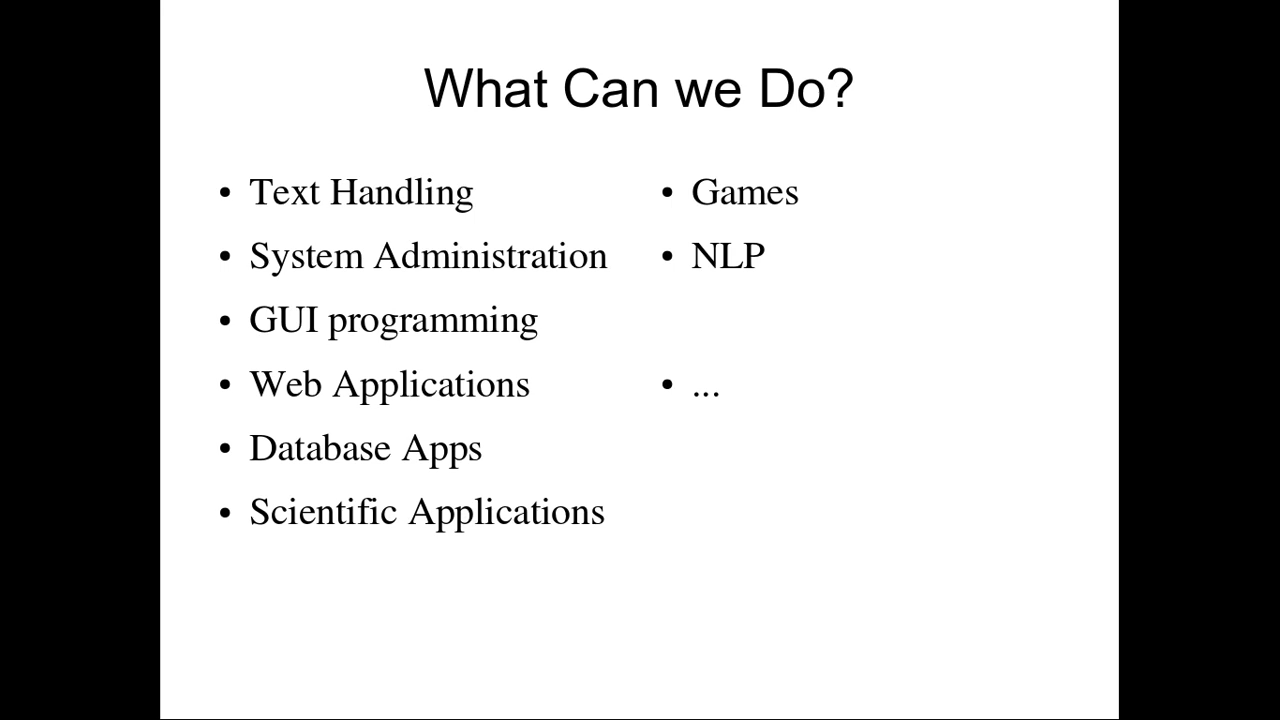 What Can we Do?
• Text Handling
• System Administration
• GUI programming
• Web Applications
• Database Apps
• Scientific Applications
• Games
• NLP
• ...